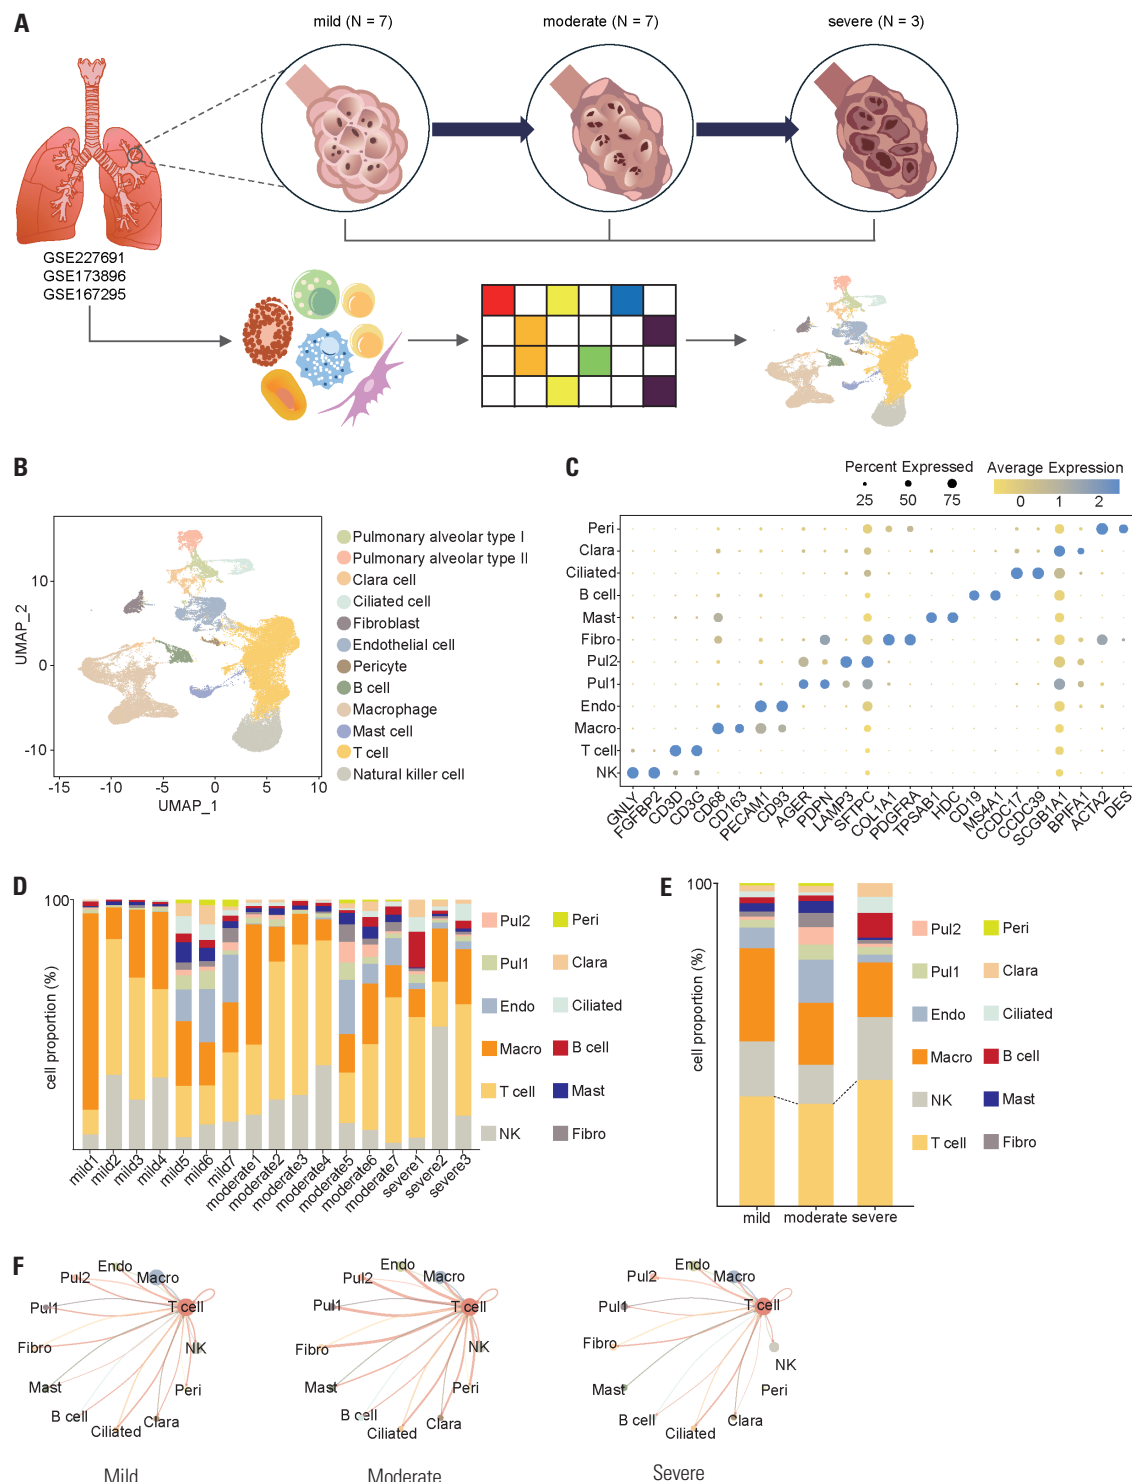 A
mild (N = 7)
moderate (N = 7)
severe (N = 3)
GSE227691
GSE173896
GSE167295
B
UMAP_2
10
0
-10
-15
-10
-5
0
5
10
UMAP_1
Pulmonary alveolar type I
Pulmonary alveolar type II
Clara cell
Ciliated cell
Fibroblast
Endothelial cell
Pericyte
B cell
Macrophage
Mast cell
T cell
Natural killer cell
C
Percent Expressed
25
50
75
Average Expression
0
1
2
Peri
Clara
Ciliated
B cell
Mast
Fibro
Pul2
Pul1
Endo
Macro
T cell
NK
GNLY
FGFBP2
CD3D
CD3G
CD68
CD163
PECAM1
CD93
AGER
PDPN
LAMP3
SFTPC
COL1A1
PDGFRA
TPSAB1
HDC
CD19
MS4A1
CCDC17
CCDC39
SCGB1A1
BPIFA1
ACTA2
DES
D
100
cell proportion (%)
mild1
mild2
mild3
mild4
mild5
mild6
mild7
moderate1
moderate2
moderate3
moderate4
moderate5
moderate6
moderate7
severe1
severe2
severe3
Pul2
Peri
Pul1
Clara
Endo
Ciliated
Macro
B cell
T cell
Mast
NK
Fibro
E
100
cell proportion (%)
mild
moderate
severe
Pul2
Peri
Pul1
Clara
Endo
Ciliated
Macro
B cell
NK
Mast
T cell
Fibro
F
Endo
Pul2
Macro
Pul1
T cell
Fibro
NK
Mast
Peri
B cell
Clara
Ciliated
Mild
Endo
Pul2
Macro
Pul1
T cell
Fibro
NK
Mast
Peri
B cell
Clara
Ciliated
Moderate
Endo
Pul2
Macro
Pul1
T cell
Fibro
NK
Mast
Peri
B cell
Clara
Ciliated
Severe